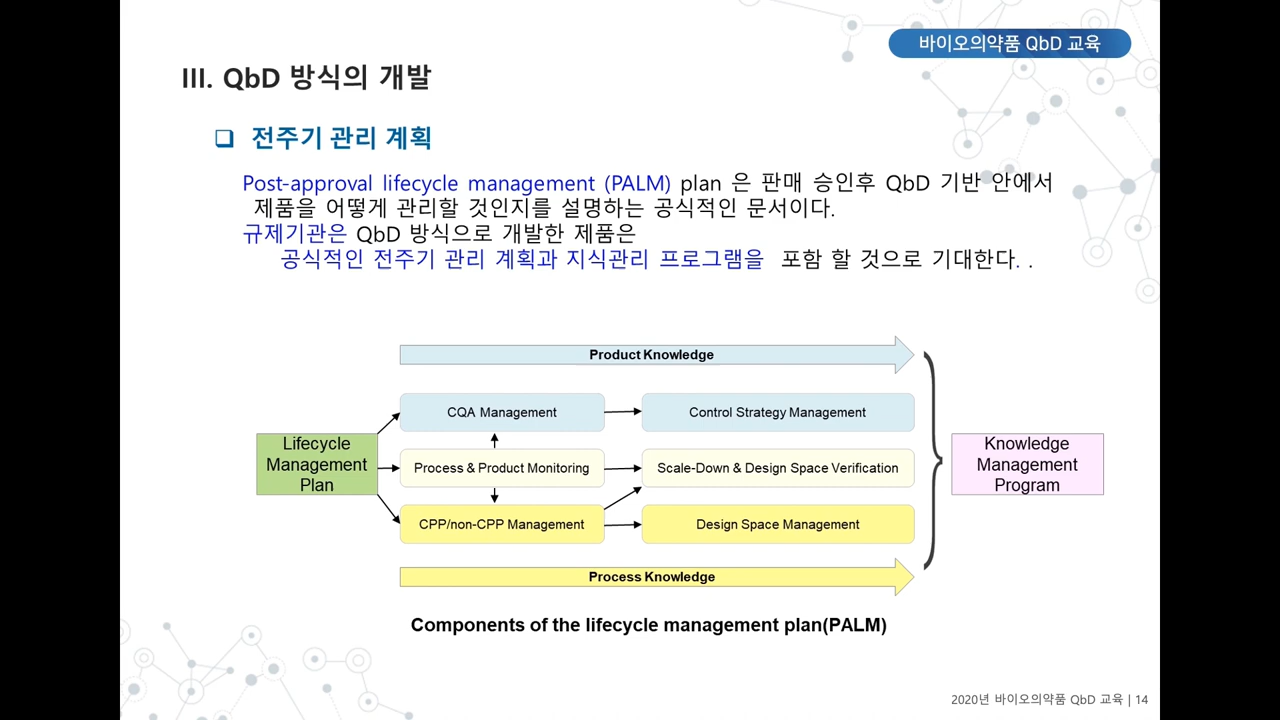 바이오의약품 QbD 교육
III. QbD 방식의 개발
❑ 전주기 관리 계획
Post-approval lifecycle management (PALM) plan 은 판매 승인후 QbD 기반 안에서
제품을 어떻게 관리할 것인지를 설명하는 공식적인 문서이다.
규제기관은 QbD 방식으로 개발한 제품은
공식적인 전주기 관리 계획과 지식관리 프로그램을 포함 할 것으로 기대한다. .
Product Knowledge
CQA Management
Control Strategy Management
Lifecycle
Management
Plan
Process & Product Monitoring
Scale-Down & Design Space Verification
Knowledge
Management
Program
CPP/non-CPP Management
Design Space Management
Process Knowledge
Components of the lifecycle management plan(PALM)
2020년 바이오의약품 QbD 교육 | 14